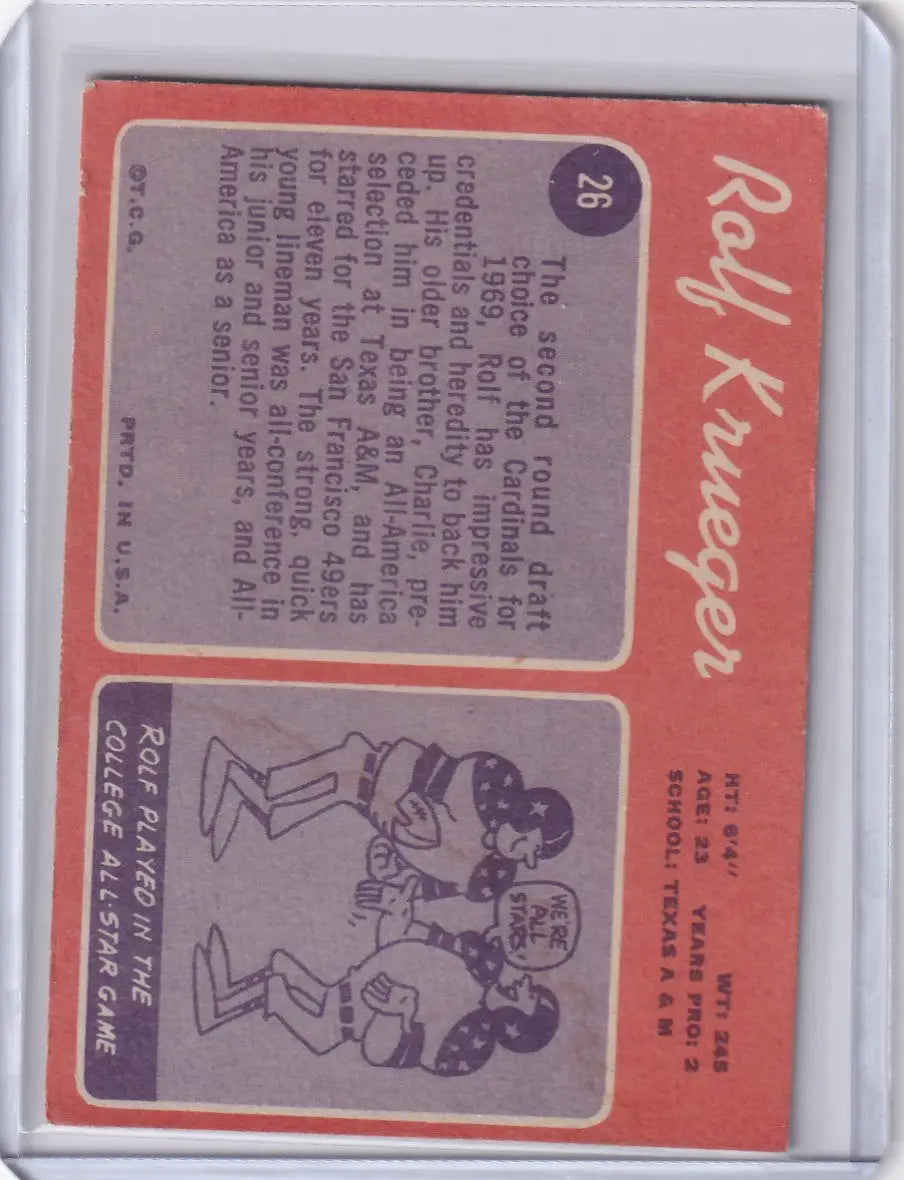 Rolf Krueger
HT: 6'4" WT: 245
AGE: 23 YEARS PRO: 2
SCHOOL: TEXAS A & M
26
The second round draft
choice of the Cardinals for
1969, Rolf has impressive
credentials and heredity to back him
up. His older brother, Charlie, pre-
ceded him in being an All-America
selection at Texas A&M, and has
starred for the San Francisco 49ers
for eleven years. The strong, quick
young lineman was all-conference in
his junior and senior years, and All-
America as a senior.
©T.C.G. PRTD. IN U.S.A.
WE'RE
ALL
STARS,
ROLF PLAYED IN THE
COLLEGE ALL-STAR GAME